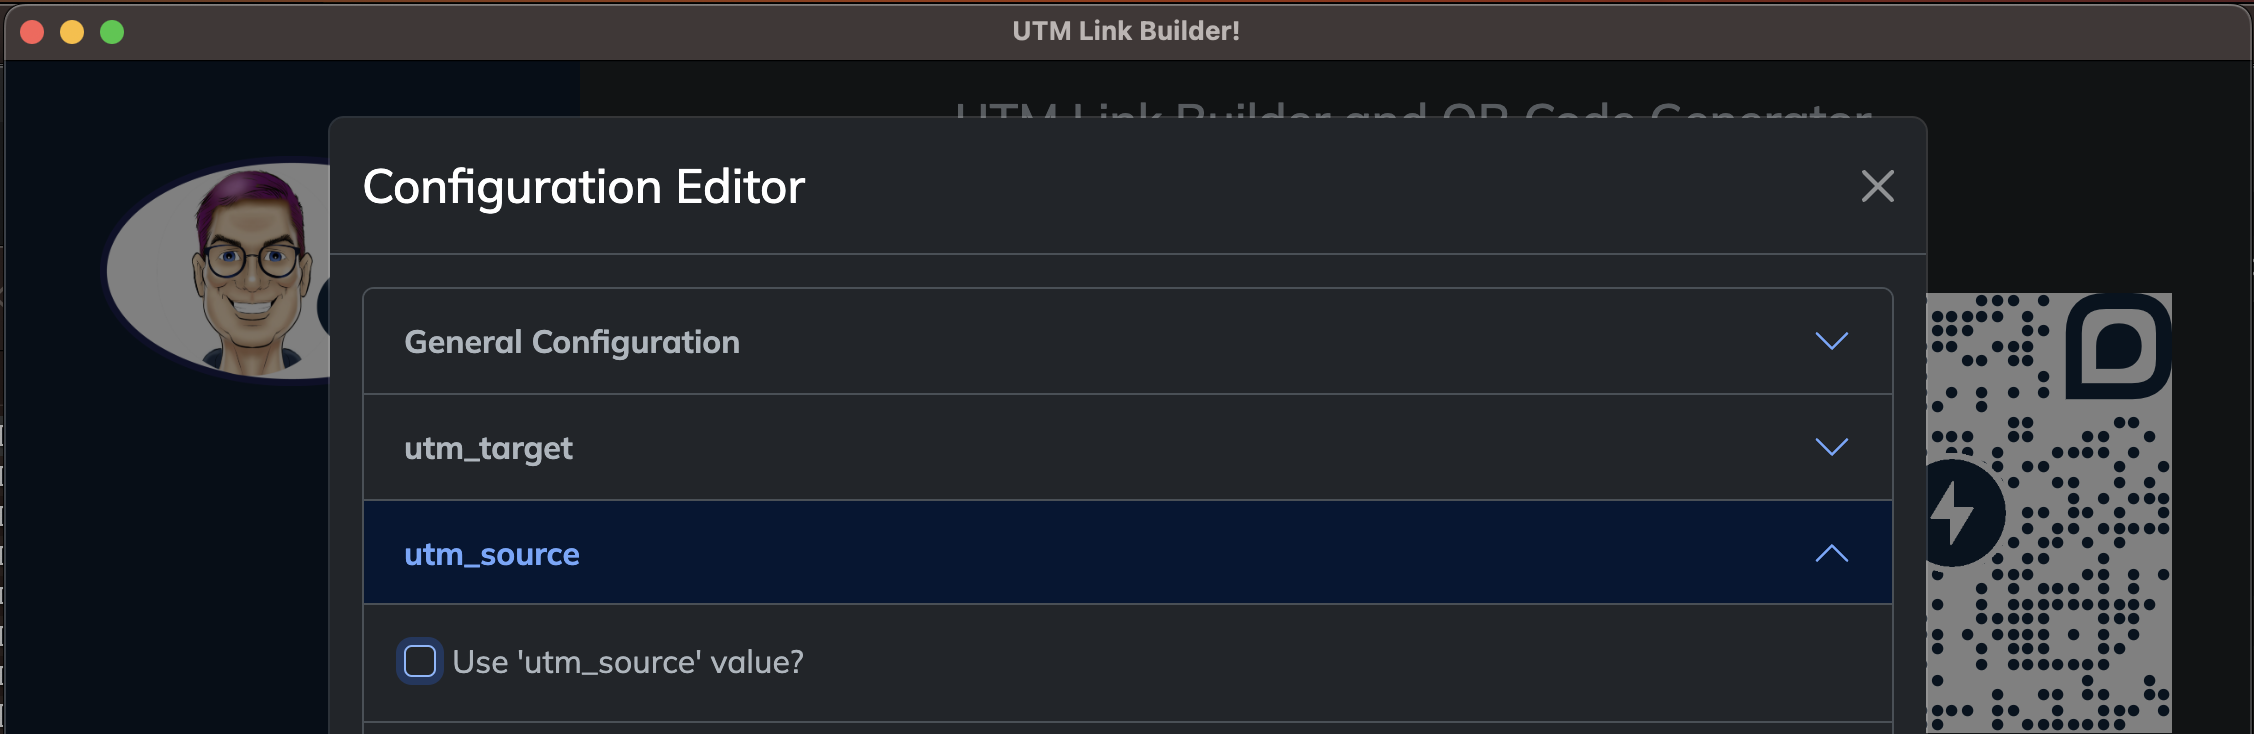 UTM Link Builder!
UTM Link Builder and QR Code Generator
Configuration Editor
General Configuration
utm_target
utm_source
Use 'utm_source' value?